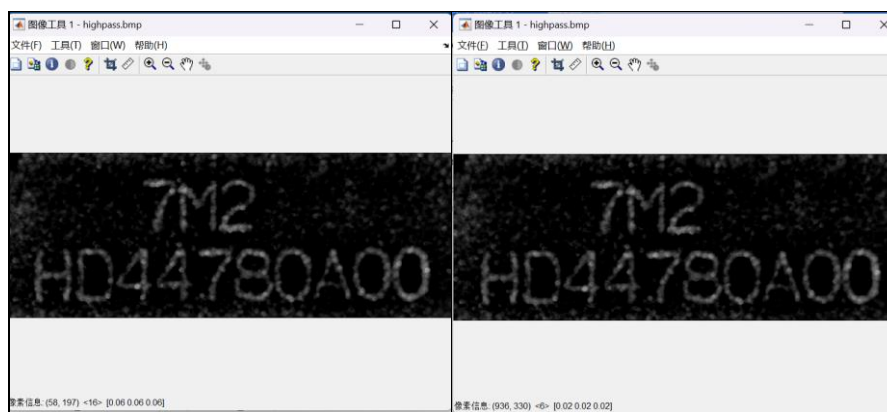 图像工具 1 - highpass.bmp
文件(F) 工具(T) 窗口(W) 帮助(H)
7M2
HD44780A00
像素信息: (58, 197) <16> [0.06 0.06 0.06]
图像工具 1 - highpass.bmp
文件(F) 工具(T) 窗口(W) 帮助(H)
7M2
HD44780A00
像素信息: (936, 330) <6> [0.02 0.02 0.02]